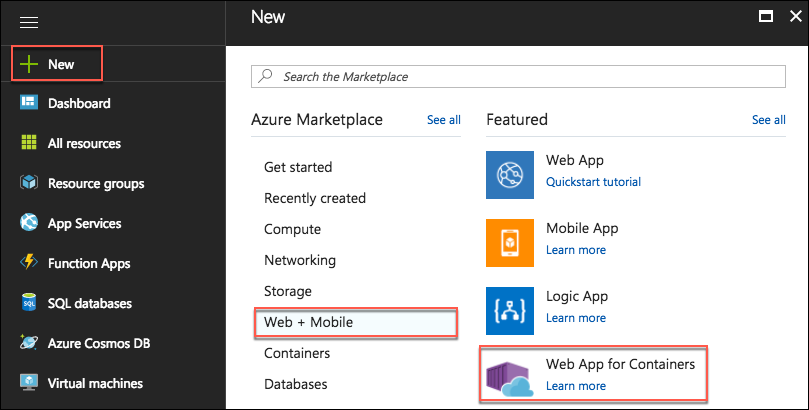 New
Dashboard
All resources
Resource groups
App Services
Function Apps
SQL
SQL databases
Azure Cosmos DB
Virtual machines
New
Search the Marketplace
Azure Marketplace
See all
Get started
Recently created
Compute
Networking
Storage
Web + Mobile
Containers
Databases
Featured
See all
Web App
Quickstart tutorial
Mobile App
Learn more
Logic App
Learn more
Web App for Containers
Learn more